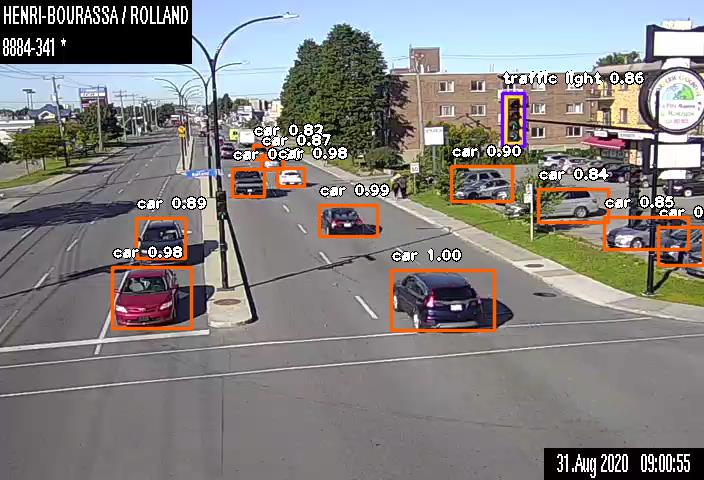 HENRI-BOURASSA / ROLLAND
8884-341 *
traffic light 0.86
car 0.82
car 0.87
car 0.98
car 0.90
car 0.84
car 0.99
car 0.89
car 0.85
car 0.98
car 1.00
31.Aug 2020 09:00:55